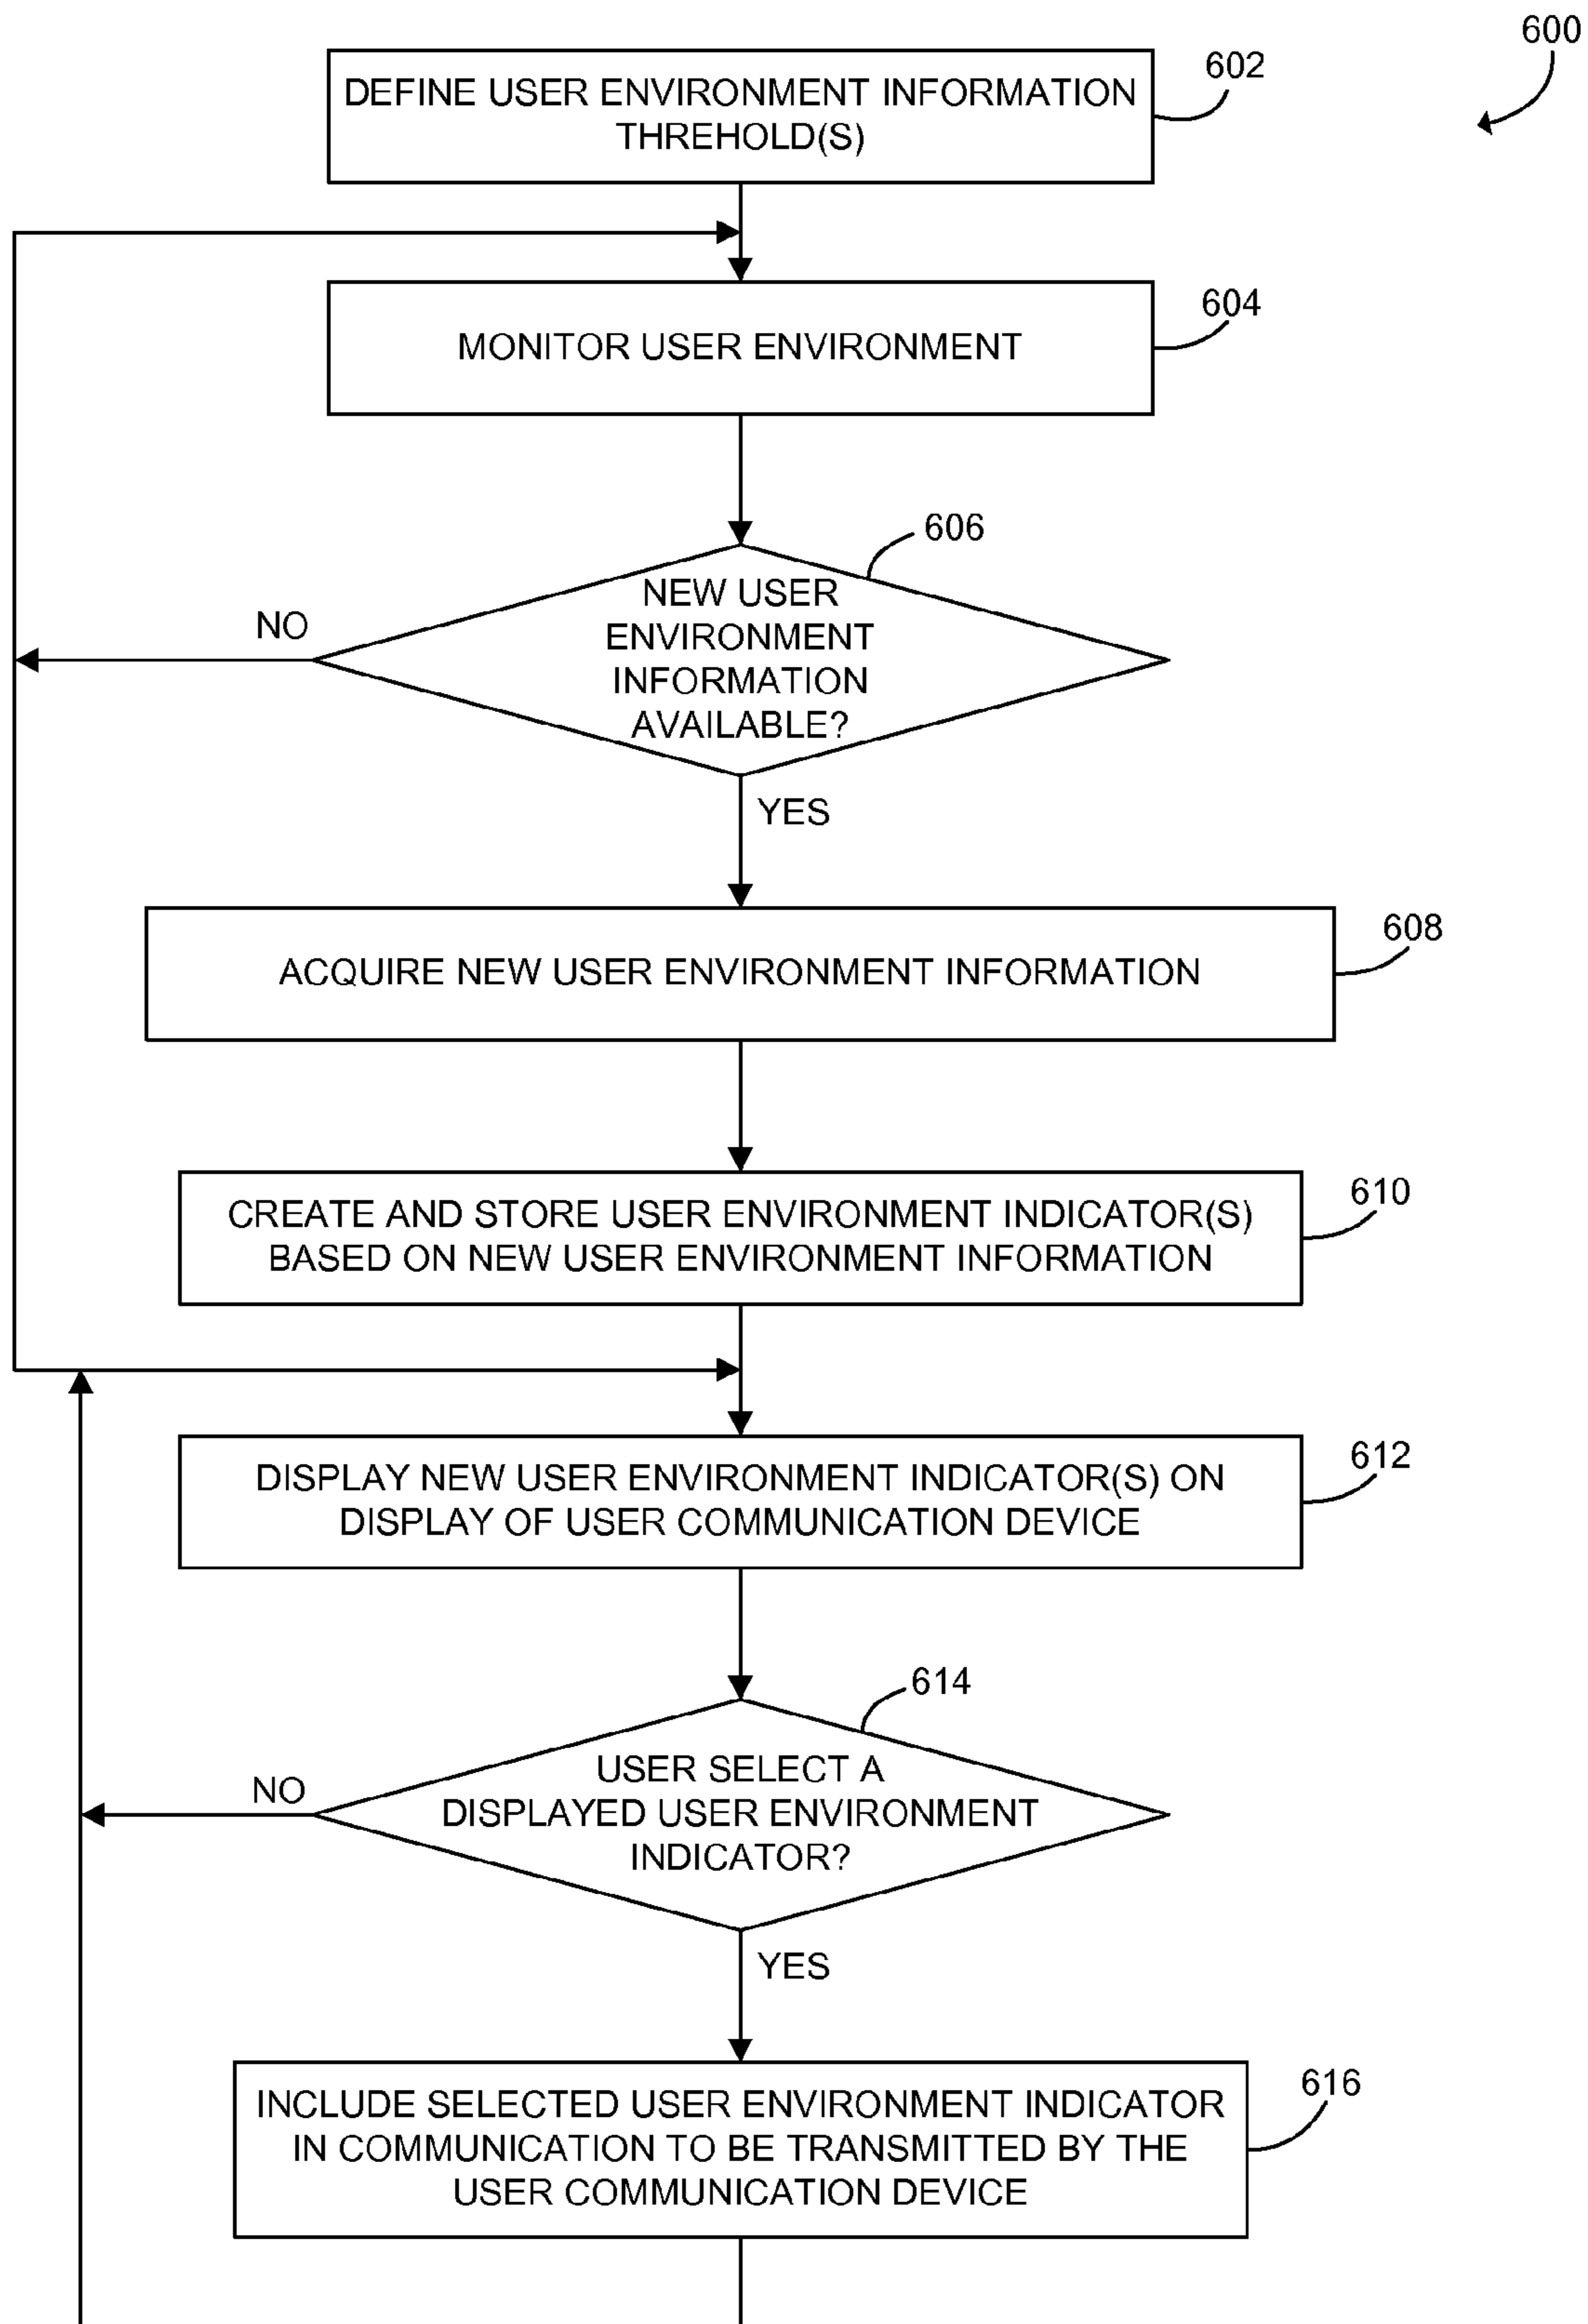 600
602
DEFINE USER ENVIRONMENT INFORMATION
THREHOLD(S)
604
MONITOR USER ENVIRONMENT
606
NEW USER
ENVIRONMENT
INFORMATION
AVAILABLE?
NO
YES
608
ACQUIRE NEW USER ENVIRONMENT INFORMATION
610
CREATE AND STORE USER ENVIRONMENT INDICATOR(S)
BASED ON NEW USER ENVIRONMENT INFORMATION
612
DISPLAY NEW USER ENVIRONMENT INDICATOR(S) ON
DISPLAY OF USER COMMUNICATION DEVICE
614
USER SELECT A
DISPLAYED USER ENVIRONMENT
INDICATOR?
NO
YES
616
INCLUDE SELECTED USER ENVIRONMENT INDICATOR
IN COMMUNICATION TO BE TRANSMITTED BY THE
USER COMMUNICATION DEVICE